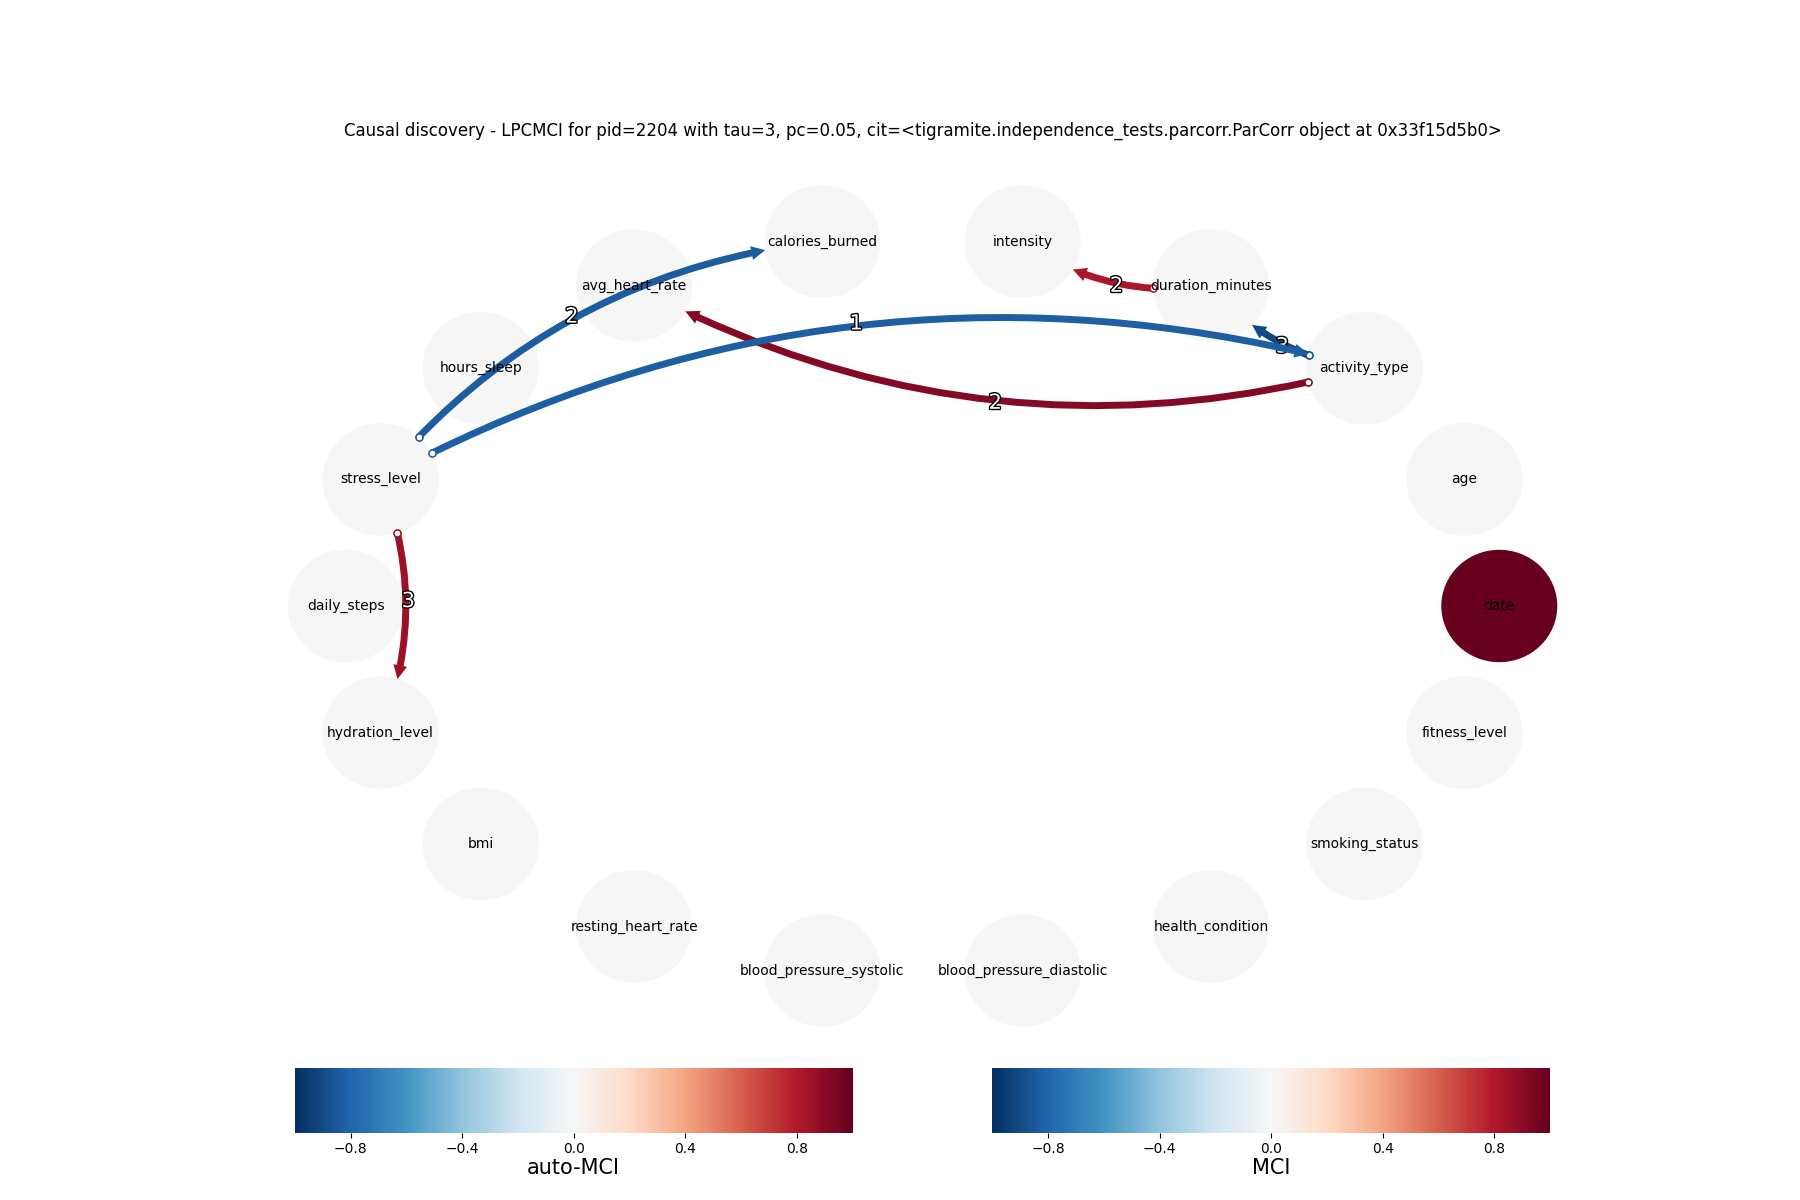 Causal discovery - LPCMCI for pid=2204 with tau=3, pc=0.05, cit=<tigramite.independence_tests.parcorr.ParCorr object at 0x33f15d5b0>
calories_burned
intensity
avg_heart_rate
2
duration_minutes
2
1
3
hours_sleep
activity_type
2
stress_level
age
3
daily_steps
date
hydration_level
fitness_level
bmi
smoking_status
resting_heart_rate
health_condition
blood_pressure_systolic
blood_pressure_diastolic
−0.8 −0.4 0.0 0.4 0.8
auto-MCI
−0.8 −0.4 0.0 0.4 0.8
MCI